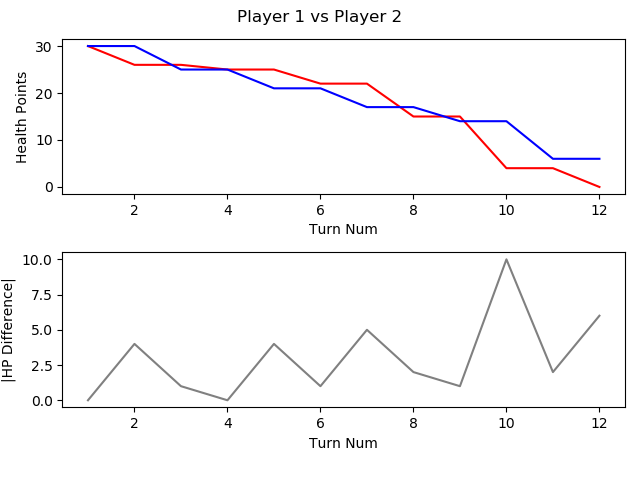 Player 1 vs Player 2
Health Points
30
20
10
0
2 4 6 8 10 12
Turn Num
|HP Difference|
10.0
7.5
5.0
2.5
0.0
2 4 6 8 10 12
Turn Num